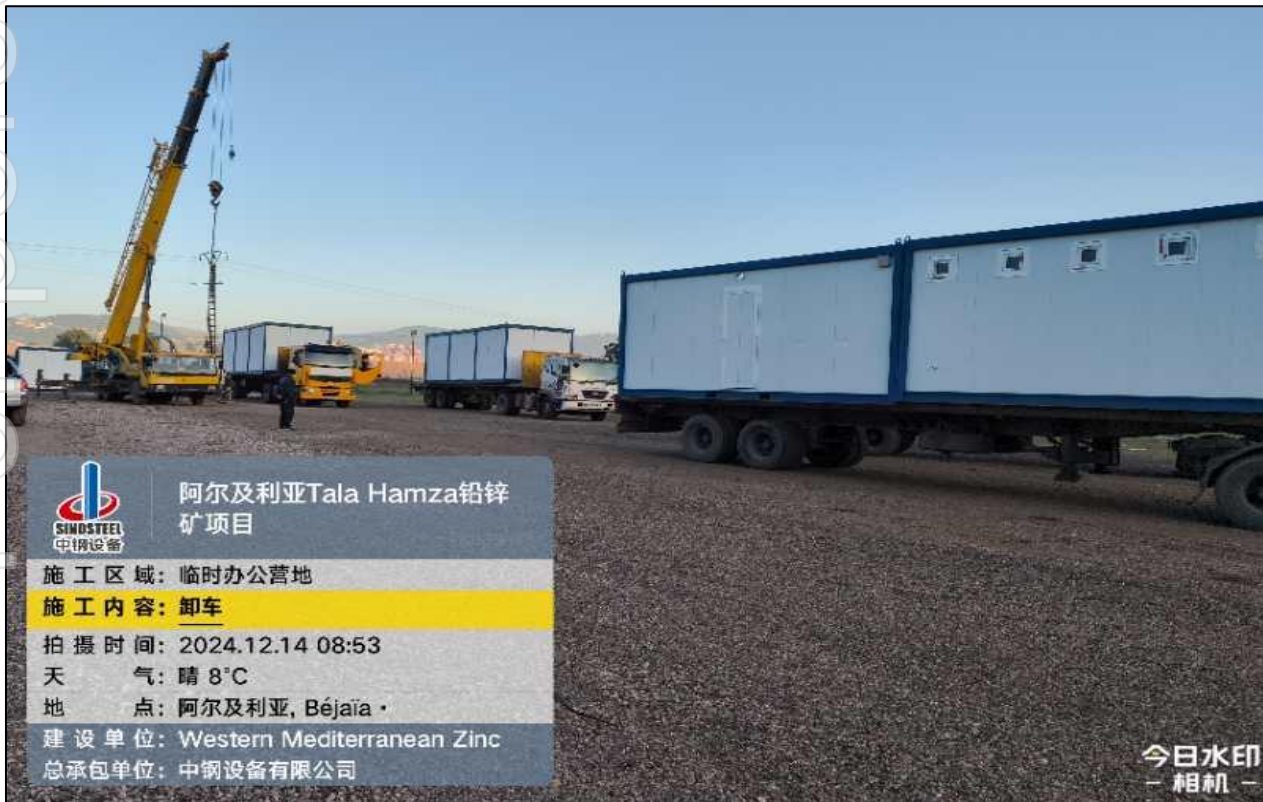 SINOSTEEL
中钢设备
阿尔及利亚Tala Hamza铅锌
矿项目
施工区域: 临时办公营地
施工内容: 卸车
拍摄时间: 2024.12.14 08:53
天 气: 晴 8°C
地 点: 阿尔及利亚, Béjaïa •
建设单位: Western Mediterranean Zinc
总承包单位: 中钢设备有限公司
今日水印
- 相机 -